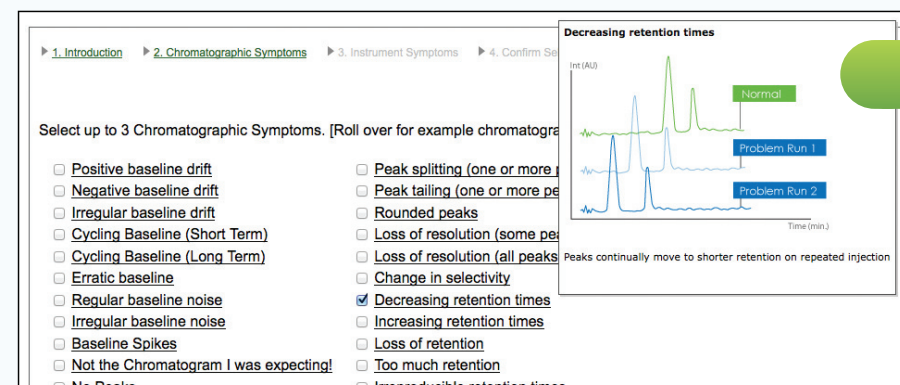 1. Introduction
2. Chromatographic Symptoms
3. Instrument Symptoms
4. Confirm Se
Select up to 3 Chromatographic Symptoms. [Roll over for example chromatogra
Positive baseline drift
Negative baseline drift
Irregular baseline drift
Cycling Baseline (Short Term)
Cycling Baseline (Long Term)
Erratic baseline
Regular baseline noise
Irregular baseline noise
Baseline Spikes
Not the Chromatogram I was expecting!
No Peaks
Peak splitting (one or more p
Peak tailing (one or more pe
Rounded peaks
Loss of resolution (some pea
Loss of resolution (all peaks
Change in selectivity
Decreasing retention times
Increasing retention times
Loss of retention
Too much retention
Irreproducible retention times
Decreasing retention times
Int (AU)
Normal
Problem Run 1
Problem Run 2
Time (min.)
Peaks continually move to shorter retention on repeated injection